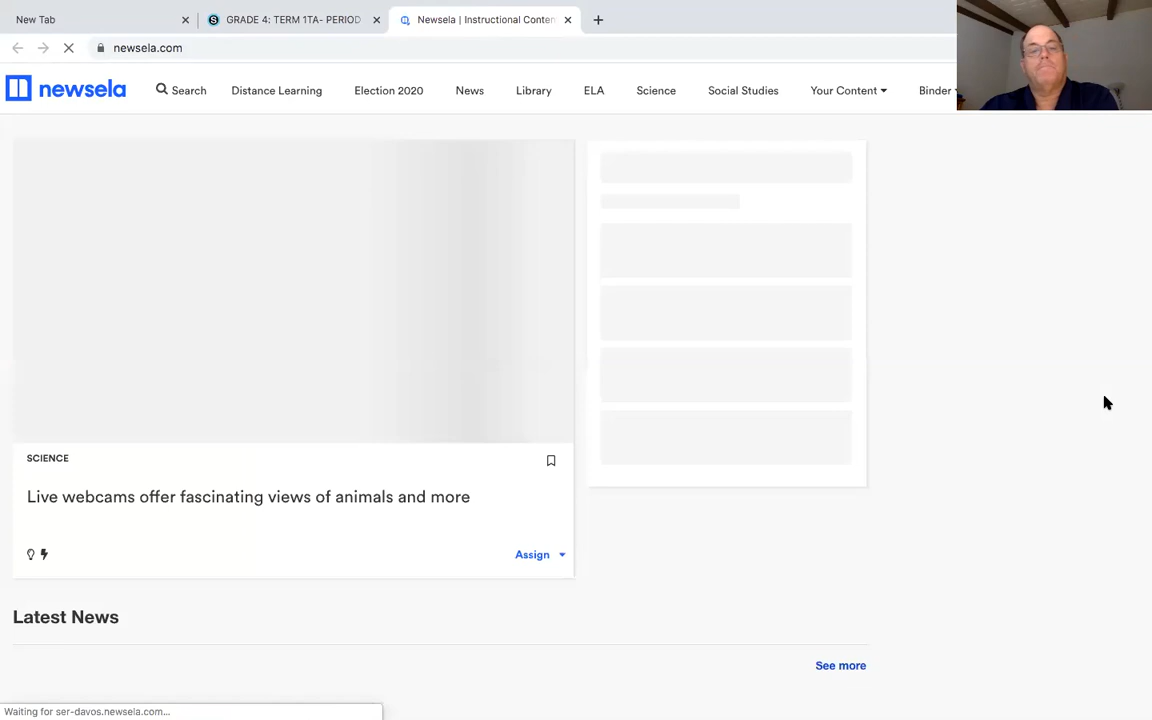 New Tab
GRADE 4: TERM 1TA- PERIOD
Newsela | Instructional Conten
newsela.com
newsela
Search
Distance Learning
Election 2020
News
Library
ELA
Science
Social Studies
Your Content
Binder
SCIENCE
Live webcams offer fascinating views of animals and more
Assign
Latest News
See more
Waiting for ser-davos.newsela.com...